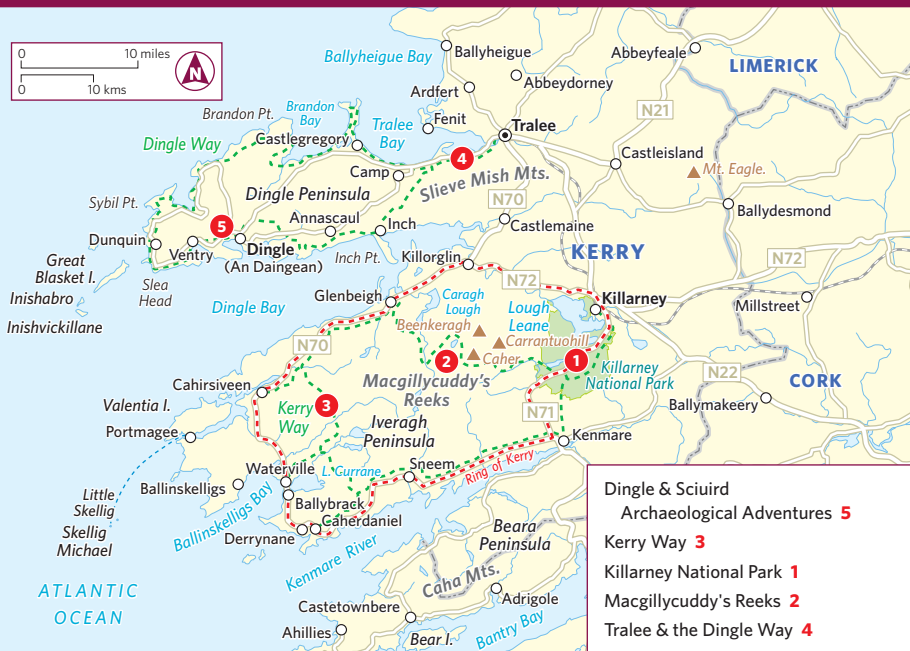 0 10 miles
0 10 kms
N
Ballyheigue Bay
Ballyheigue
Abbeyfeale
LIMERICK
Abbeydorney
Ardfert
Brandon Pt.
Brandon
Bay
Tralee
Bay
Fenit
N21
Dingle Way
Castlegregory
Tralee
4
Castleisland
Mt. Eagle.
Camp
Slieve Mish Mts.
Dingle Peninsula
Sybil Pt.
N70
Ballydesmond
5
Annascaul
Inch
Castlemaine
Dunquin
Ventry
Dingle
(An Daingean)
Inch Pt.
Killorglin
KERRY
N72
Great
Blasket I.
Inishabro
Slea
Head
N72
Inishvickillane
Dingle Bay
Glenbeigh
Caragh
Lough
Lough
Leane
Killarney
Millstreet
Beenkeragh
Carrantuohill
Caher
N70
2
1
Killarney
National Park
N22
CORK
Cahirsiveen
Macgillycuddy's
Reeks
Valentia I.
Kerry
Way
3
N71
Ballymakeery
Portmagee
Iveragh
Peninsula
Kenmare
Waterville
L.Currane
Sneem
Ring of Kerry
Ballinskelligs
Little
Skellig
Ballybrack
Skellig
Michael
Ballinskelligs Bay
Caherdaniel
Derrynane
Kenmare River
Beara
Peninsula
Caha Mts.
ATLANTIC
OCEAN
Adrigole
Castletownbere
Ahillies
Bear I.
Bantry Bay
Dingle & Sciuird
Archaeological Adventures 5
Kerry Way 3
Killarney National Park 1
Macgillycuddy's Reeks 2
Tralee & the Dingle Way 4